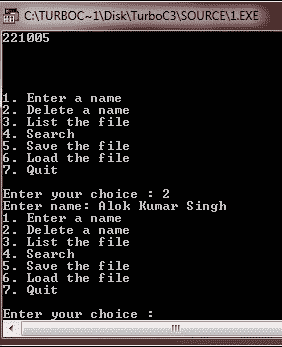 C:\TURBOC~1\Disk\TurboC3\SOURCE\1.EXE
221005
1. Enter a name
2. Delete a name
3. List the file
4. Search
5. Save the file
6. Load the file
7. Quit
Enter your choice : 2
Enter name: Alok Kumar Singh
1. Enter a name
2. Delete a name
3. List the file
4. Search
5. Save the file
6. Load the file
7. Quit
Enter your choice :